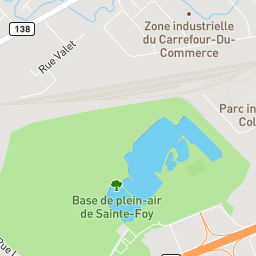 Zone industrielle
du Carrefour-Du-
Commerce
138
Rue Valet
Parc in
Col
Base de plein-air
de Sainte-Foy
Rue L